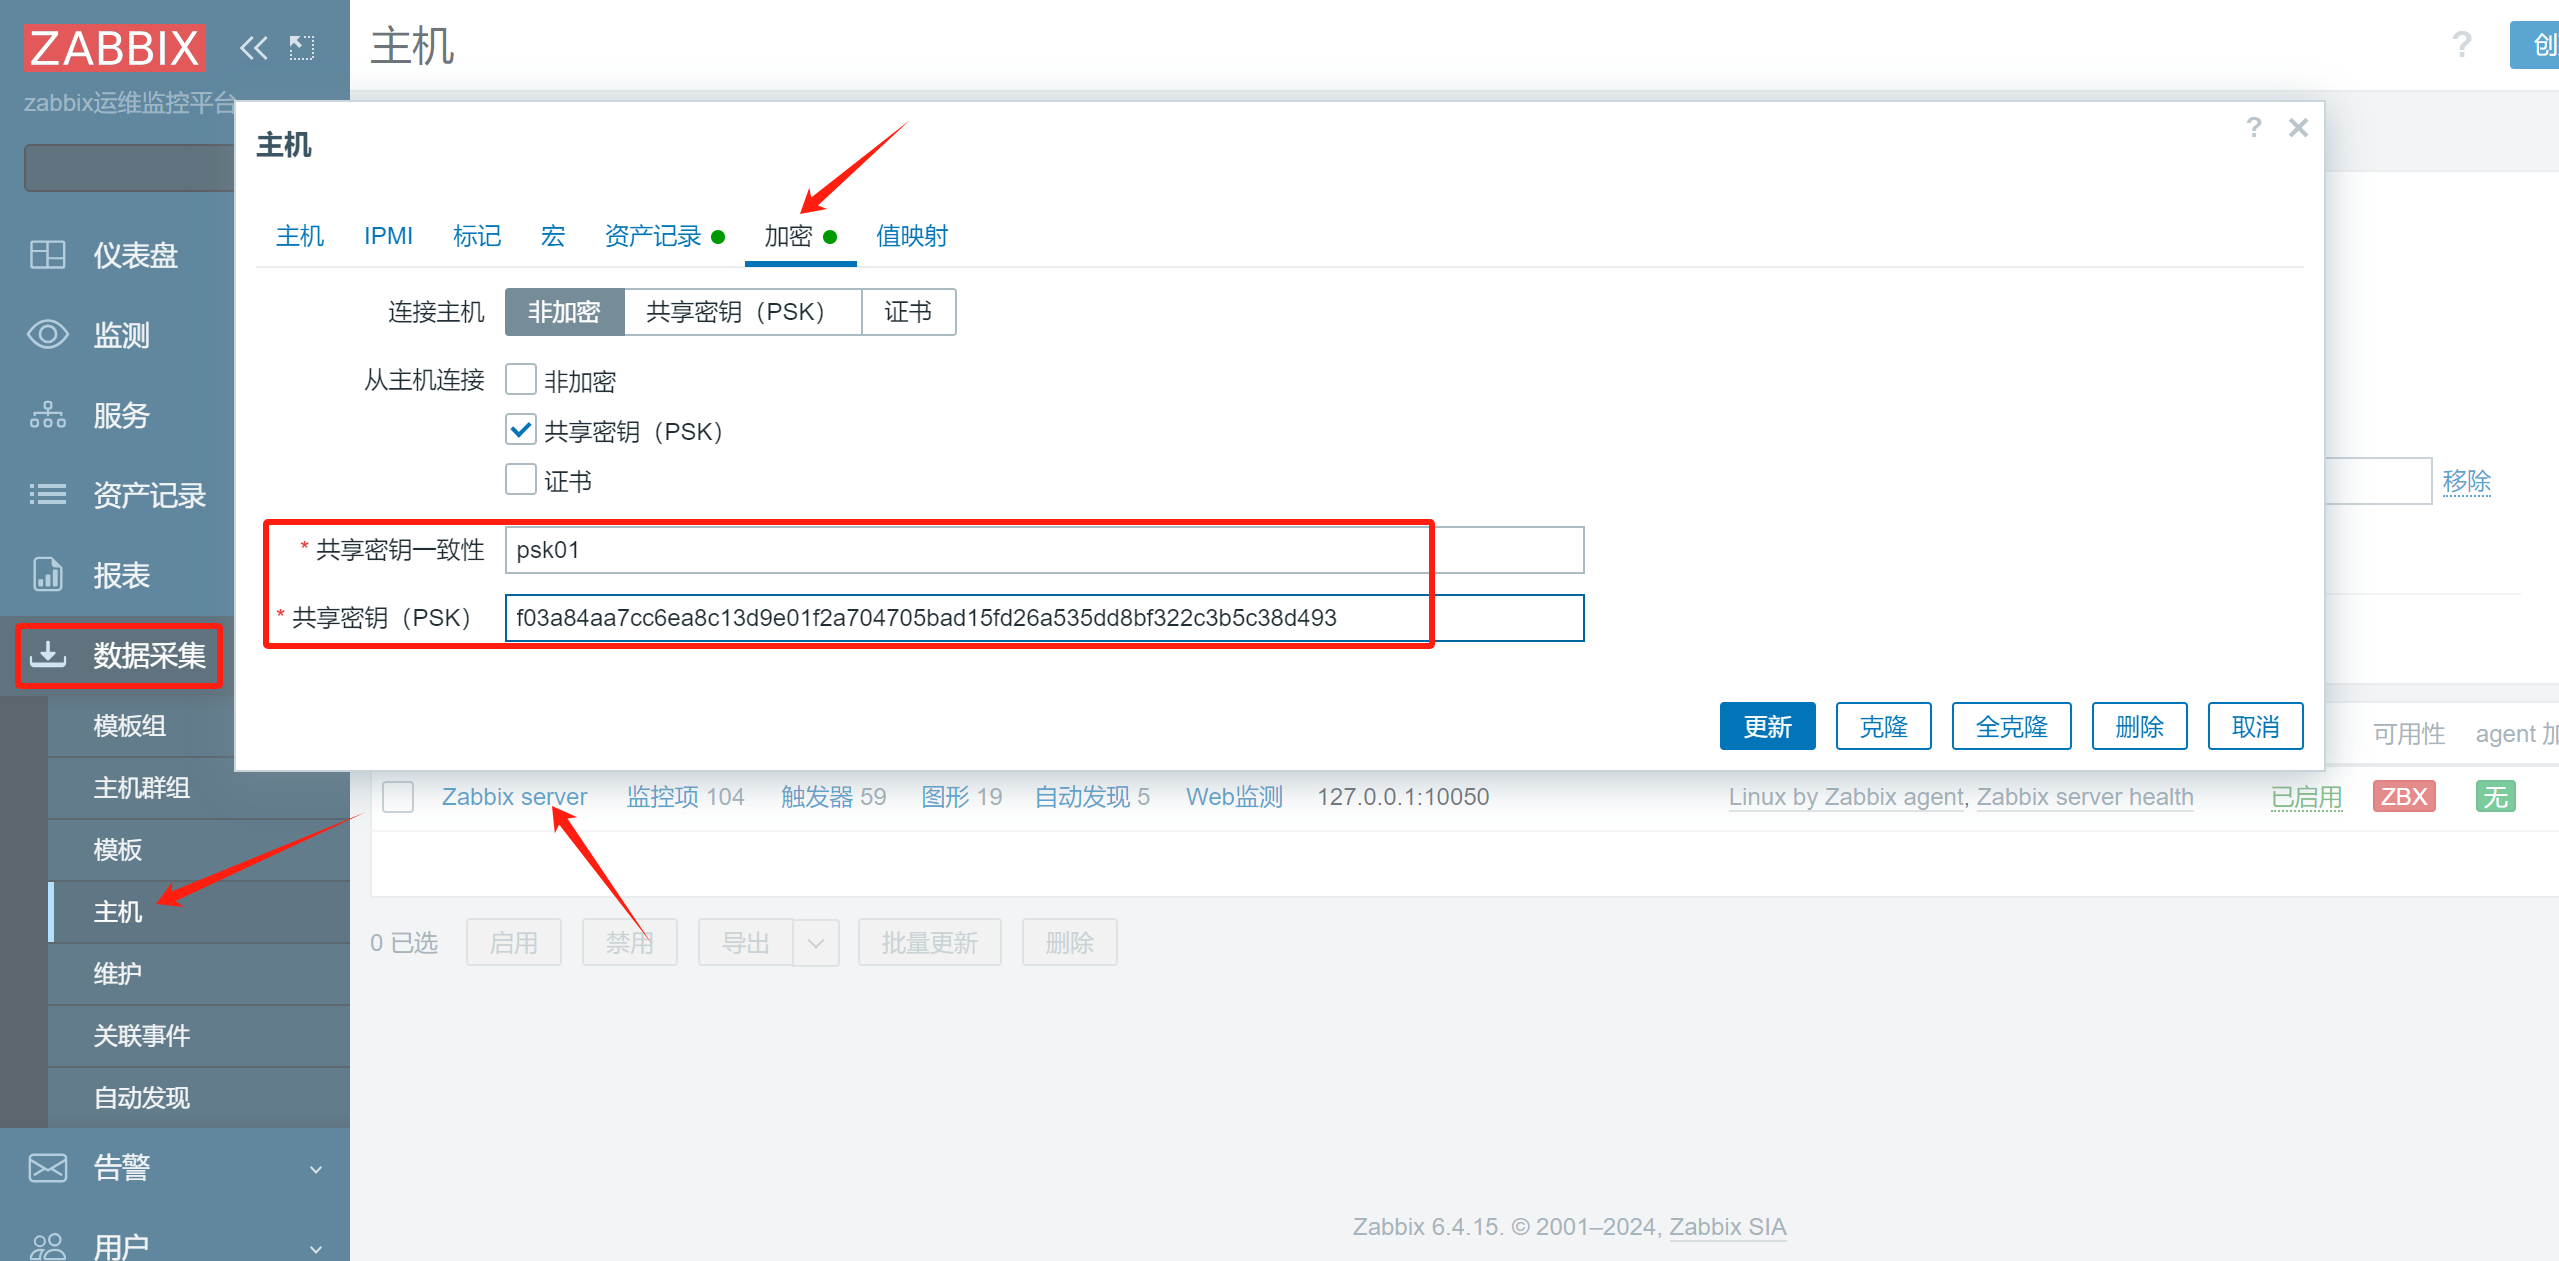 ZABBIX
zabbix运维监控平台
主机
?
主机
? ×
主机 IPMI 标记 宏 资产记录 加密 值映射
连接主机 非加密 共享密钥（PSK） 证书
从主机连接 非加密
共享密钥（PSK）
证书
* 共享密钥一致性 psk01
* 共享密钥（PSK） f03a84aa7cc6ea8c13d9e01f2a704705bad15fd26a535dd8bf322c3b5c38d493
更新 克隆 全克隆 删除 取消
移除
仪表盘
监测
服务
资产记录
报表
数据采集
模板组
主机群组
模板
主机
维护
关联事件
自动发现
告警
用户
可用性 agent 加
Zabbix server 监控项 104 触发器 59 图形 19 自动发现 5 Web监测 127.0.0.1:10050 Linux by Zabbix agent, Zabbix server health 已启用 ZBX 无
0 已选 启用 禁用 导出 批量更新 删除
Zabbix 6.4.15. © 2001–2024, Zabbix SIA